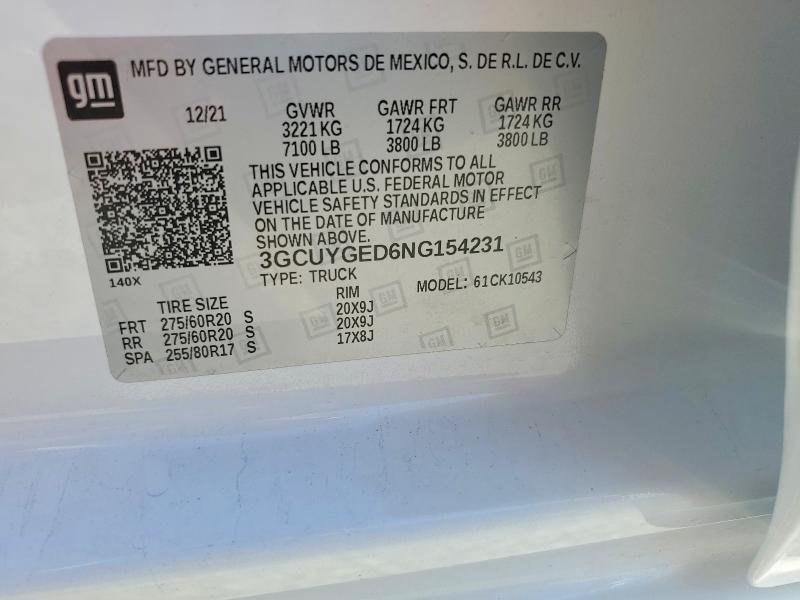 gm
MFD BY GENERAL MOTORS DE MEXICO, S. DE R.L. DE C.V.
12/21 GVWR GAWR FRT GAWR RR
3221 KG 1724 KG 1724 KG
7100 LB 3800 LB 3800 LB
THIS VEHICLE CONFORMS TO ALL
APPLICABLE U.S. FEDERAL MOTOR
VEHICLE SAFETY STANDARDS IN EFFECT
ON THE DATE OF MANUFACTURE
SHOWN ABOVE.
3GCUYGED6NG154231
140X TYPE: TRUCK MODEL: 61CK10543
TIRE SIZE RIM
FRT 275/60R20 S 20X9J
RR 275/60R20 S 20X9J
SPA 255/80R17 S 17X8J